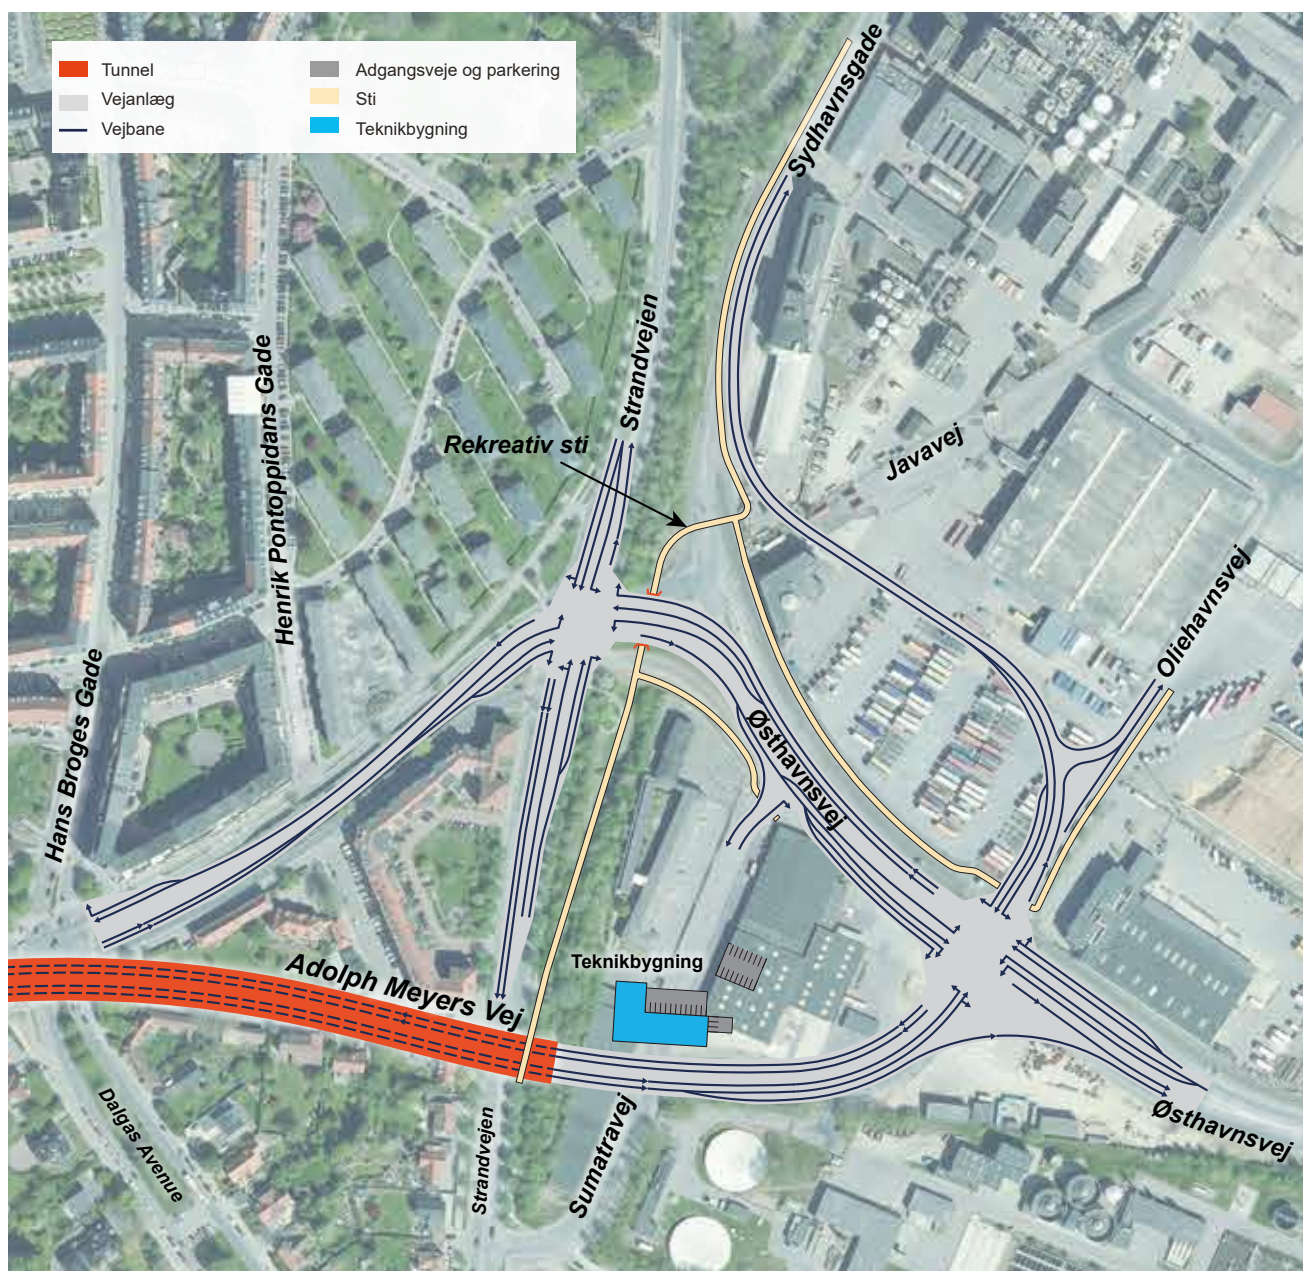 Tunnel
Vejanlæg
Vejbane
Adgangsveje og parkering
Sti
Teknikbygning
Sydhavnsgade
Strandvejen
Rekreativ sti
Javavej
Henrik Pontoppidans Gade
Oliehavnsvej
Hans Broges Gade
Østhavnsvej
Teknikbygning
Adolph Meyers Vej
Dalgas Avenue
Strandvejen
Sumatravej
Østhavnsvej